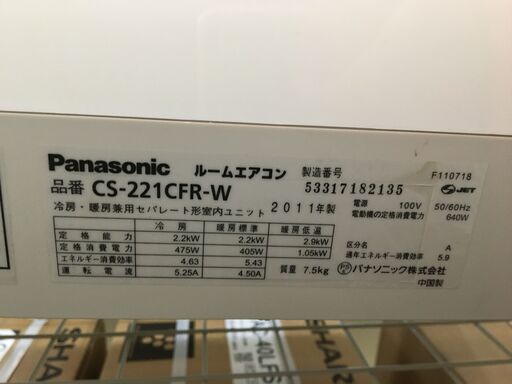 Panasonic ルームエアコン 製造番号 F110718
品番 CS-221CFR-W 53317182135 JET
冷房・暖房兼用セパレート形室内ユニット 2011年製
電源 100V 50/60Hz
電動機の定格消費電力 640W
冷房 暖房標準 暖房低温
定格能力 2.2kW 2.2kW 2.9kW
定格消費電力 475W 405W 1.05kW
エネルギー消費効率 4.63 5.43
運転電流 5.25A 4.50A
質量 7.5kg
区分名 A
通年エネルギー消費効率 5.9
PS パナソニック株式会社
中国製
SHARP
SHAR